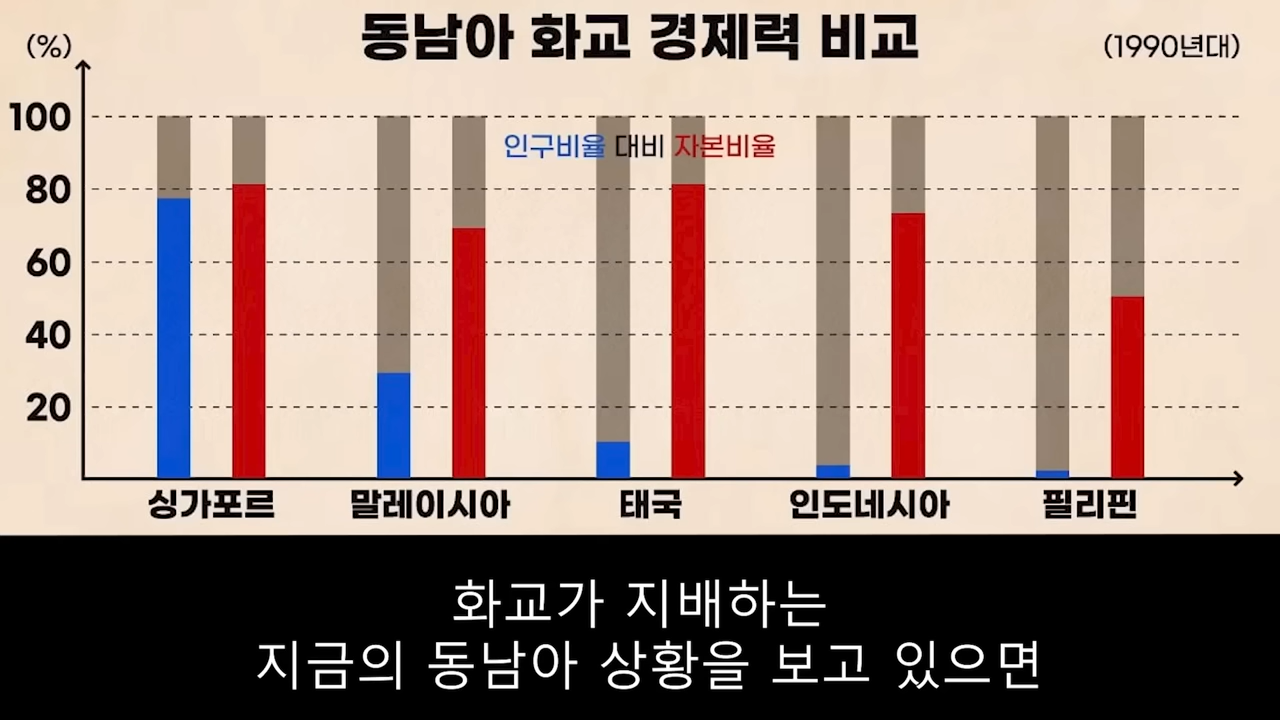 동남아 화교 경제력 비교
(%)
(1990년대)
100
인구비율 대비 자본비율
80
60
40
20
싱가포르 말레이시아 태국 인도네시아 필리핀
화교가 지배하는
지금의 동남아 상황을 보고 있으면